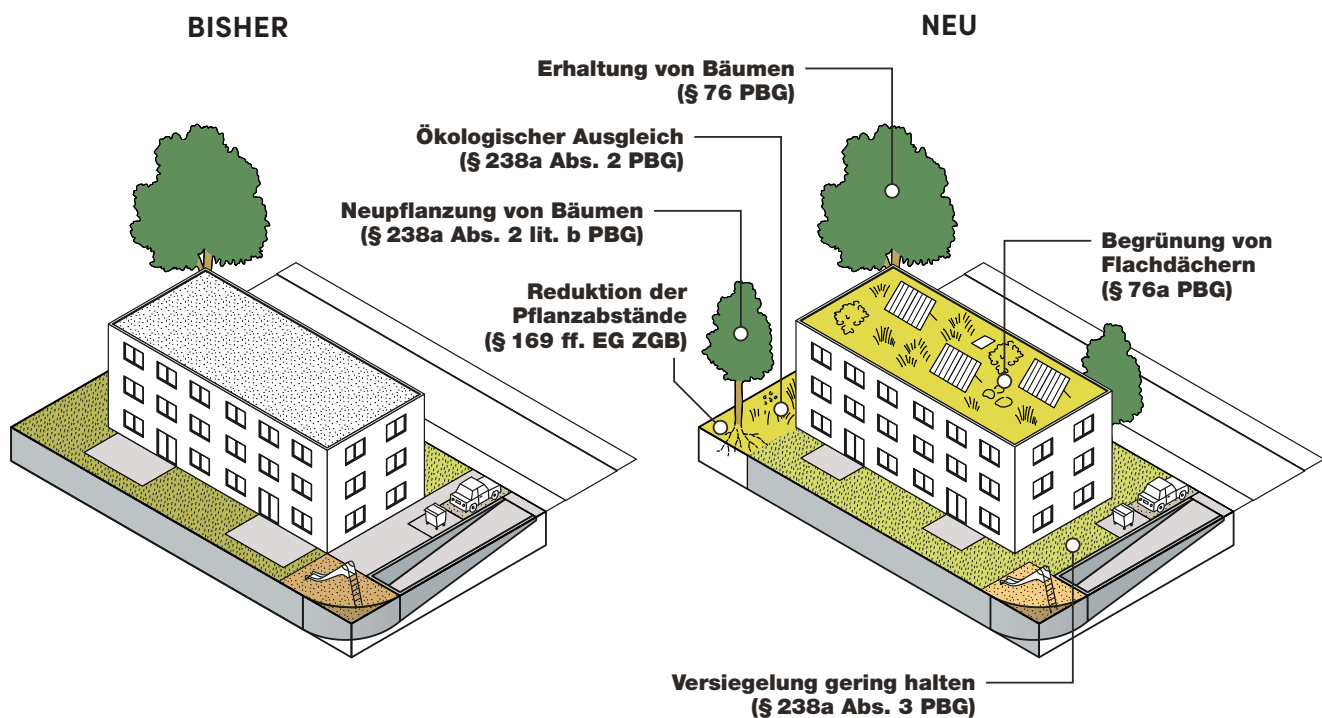 BISHER
NEU
Erhaltung von Bäumen
(§ 76 PBG)
Ökologischer Ausgleich
(§ 238a Abs. 2 PBG)
Neupflanzung von Bäumen
(§ 238a Abs. 2 lit. b PBG)
Reduktion der
Pflanzabstände
(§ 169 ff. EG ZGB)
Begrünung von
Flachdächern
(§ 76a PBG)
Versiegelung gering halten
(§ 238a Abs. 3 PBG)